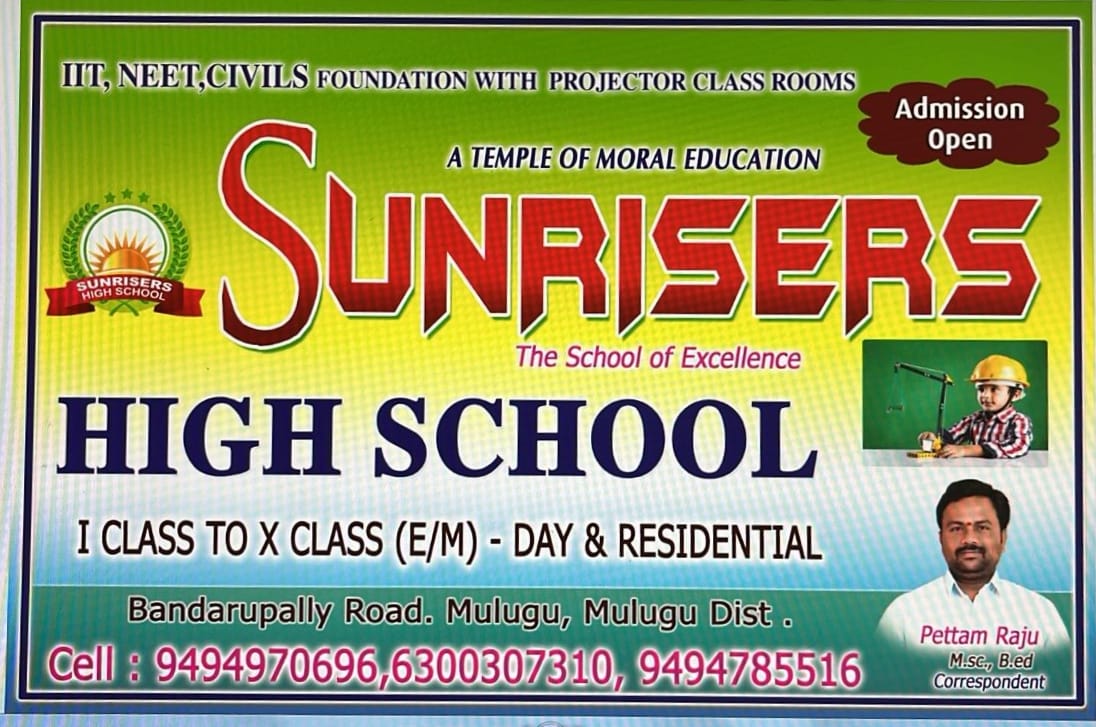 IIT, NEET,CIVILS FOUNDATION WITH PROJECTOR CLASS ROOMS
Admission
Open
A TEMPLE OF MORAL EDUCATION
SUNRISERS
SUNRISERS
HIGH SCHOOL
The School of Excellence
HIGH SCHOOL
I CLASS TO X CLASS (E/M) - DAY & RESIDENTIAL
Bandarupally Road. Mulugu, Mulugu Dist .
Cell : 9494970696,6300307310, 9494785516
Pettam Raju
M.sc., B.ed
Correspondent